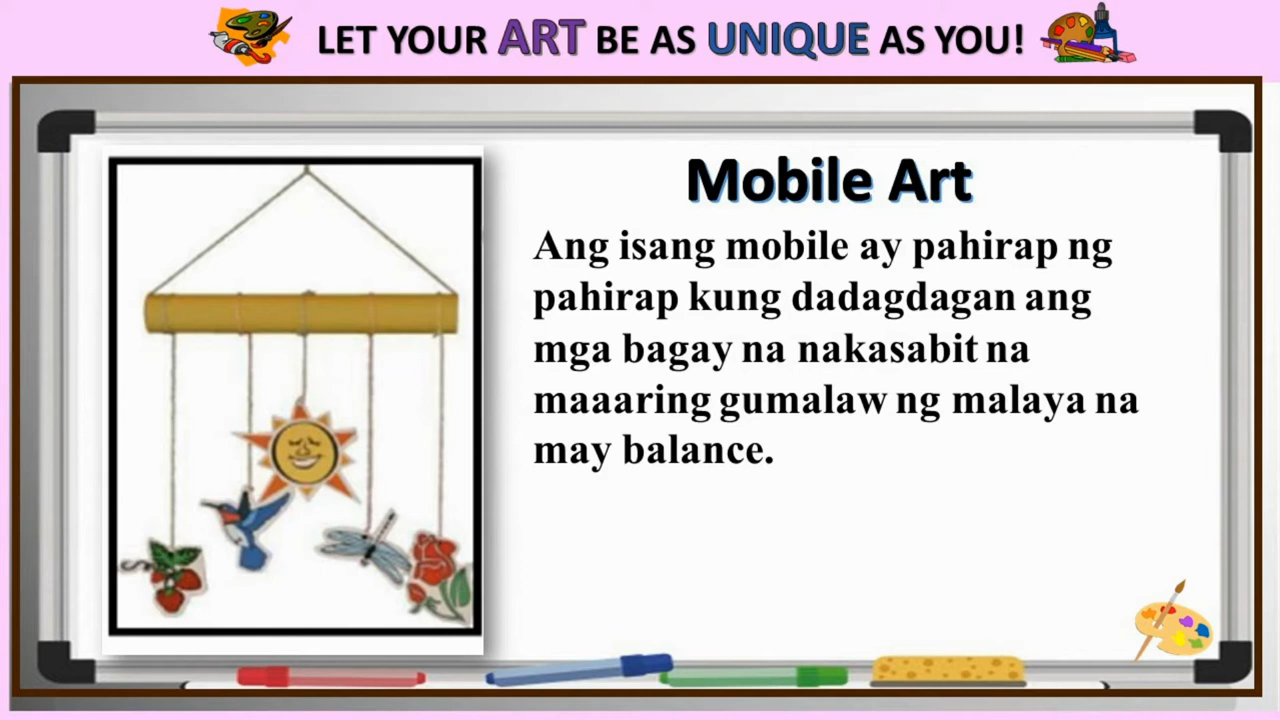 LET YOUR ART BE AS UNIQUE AS YOU!
Mobile Art
Ang isang mobile ay pahirap ng
pahirap kung dadagdagan ang
mga bagay na nakasabit na
maaaring gumalaw ng malaya na
may balance.